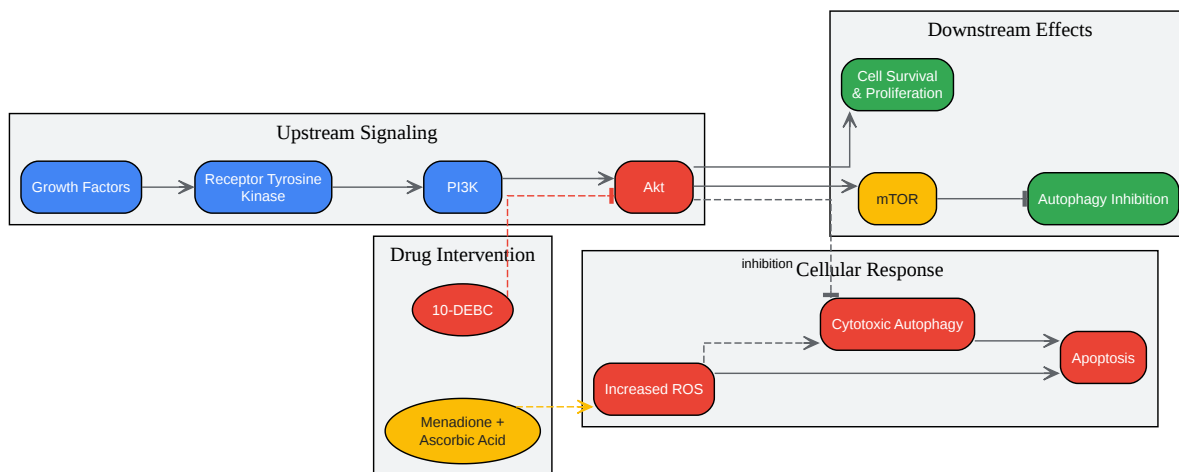 Downstream Effects
Cell Survival
& Proliferation
Upstream Signaling
Growth Factors
Receptor Tyrosine
Kinase
PI3K
Akt
mTOR
Autophagy Inhibition
Drug Intervention
10-DEBC
Menadione +
Ascorbic Acid
inhibition
Cellular Response
Cytotoxic Autophagy
Increased ROS
Apoptosis